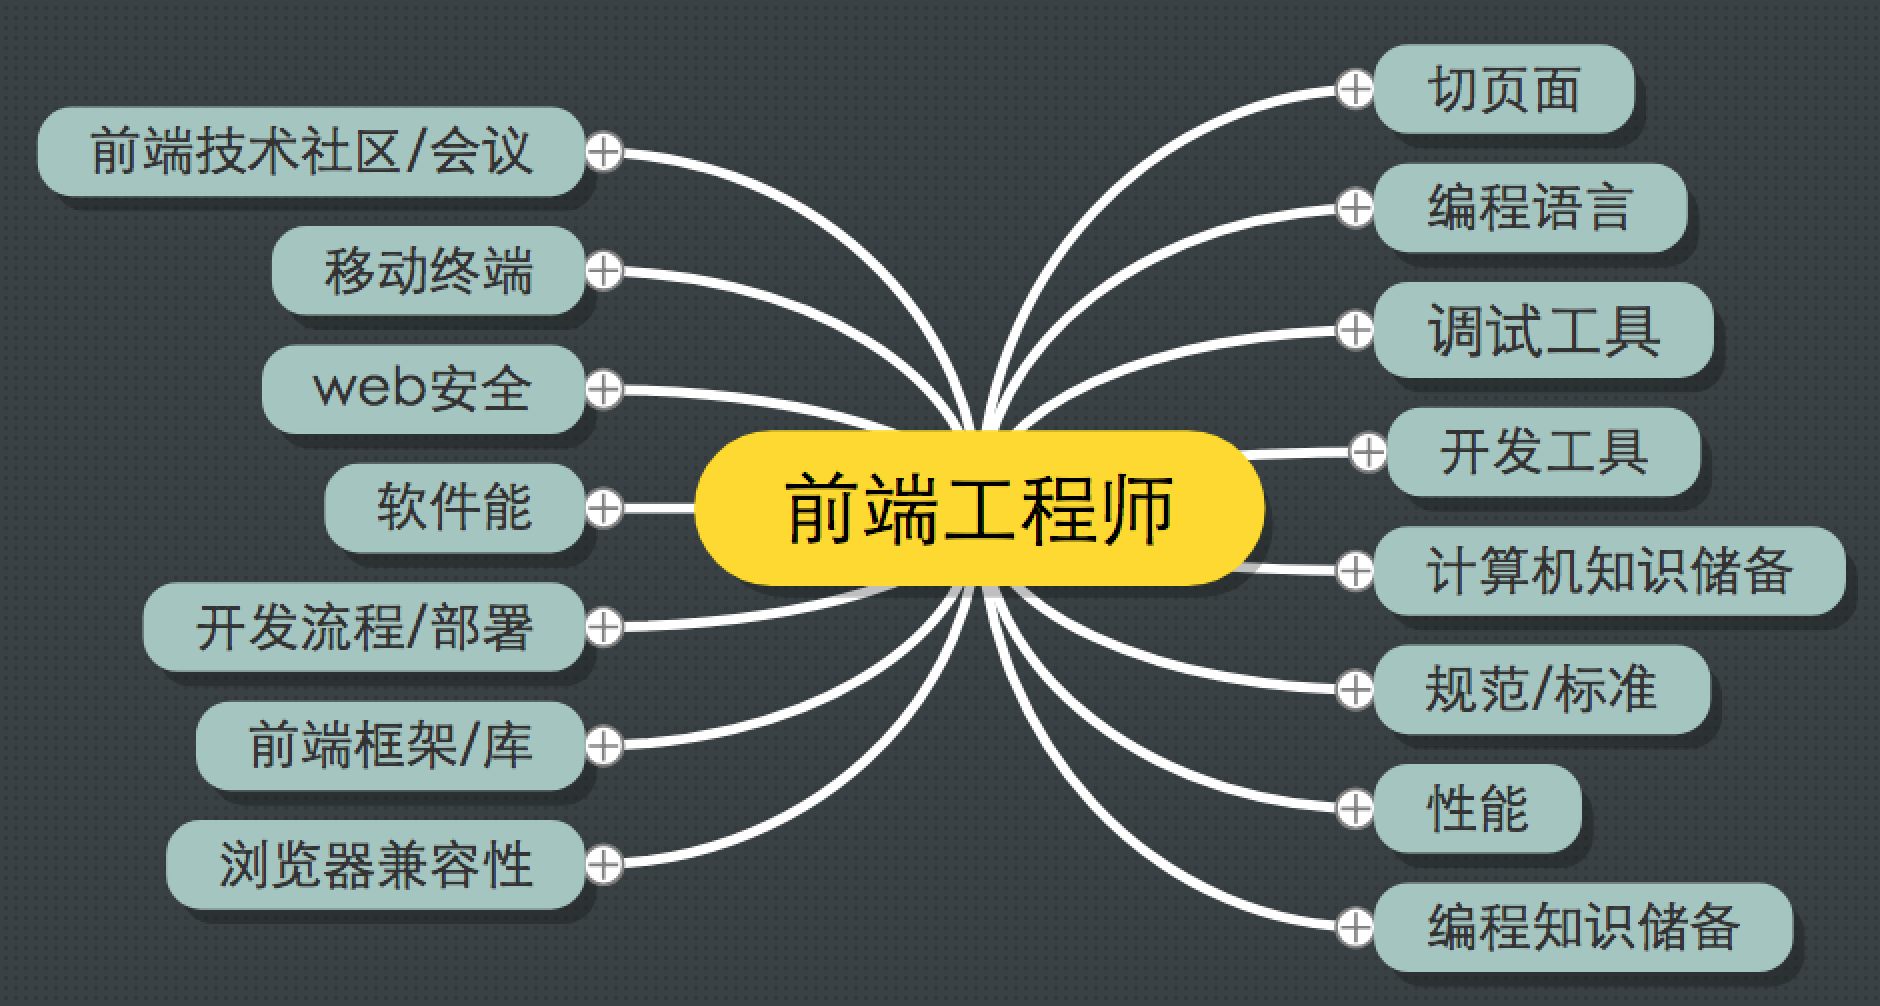 前端技术社区/会议
移动终端
web安全
软件能
开发流程/部署
前端框架/库
浏览器兼容性
前端工程师
切页面
编程语言
调试工具
开发工具
计算机知识储备
规范/标准
性能
编程知识储备